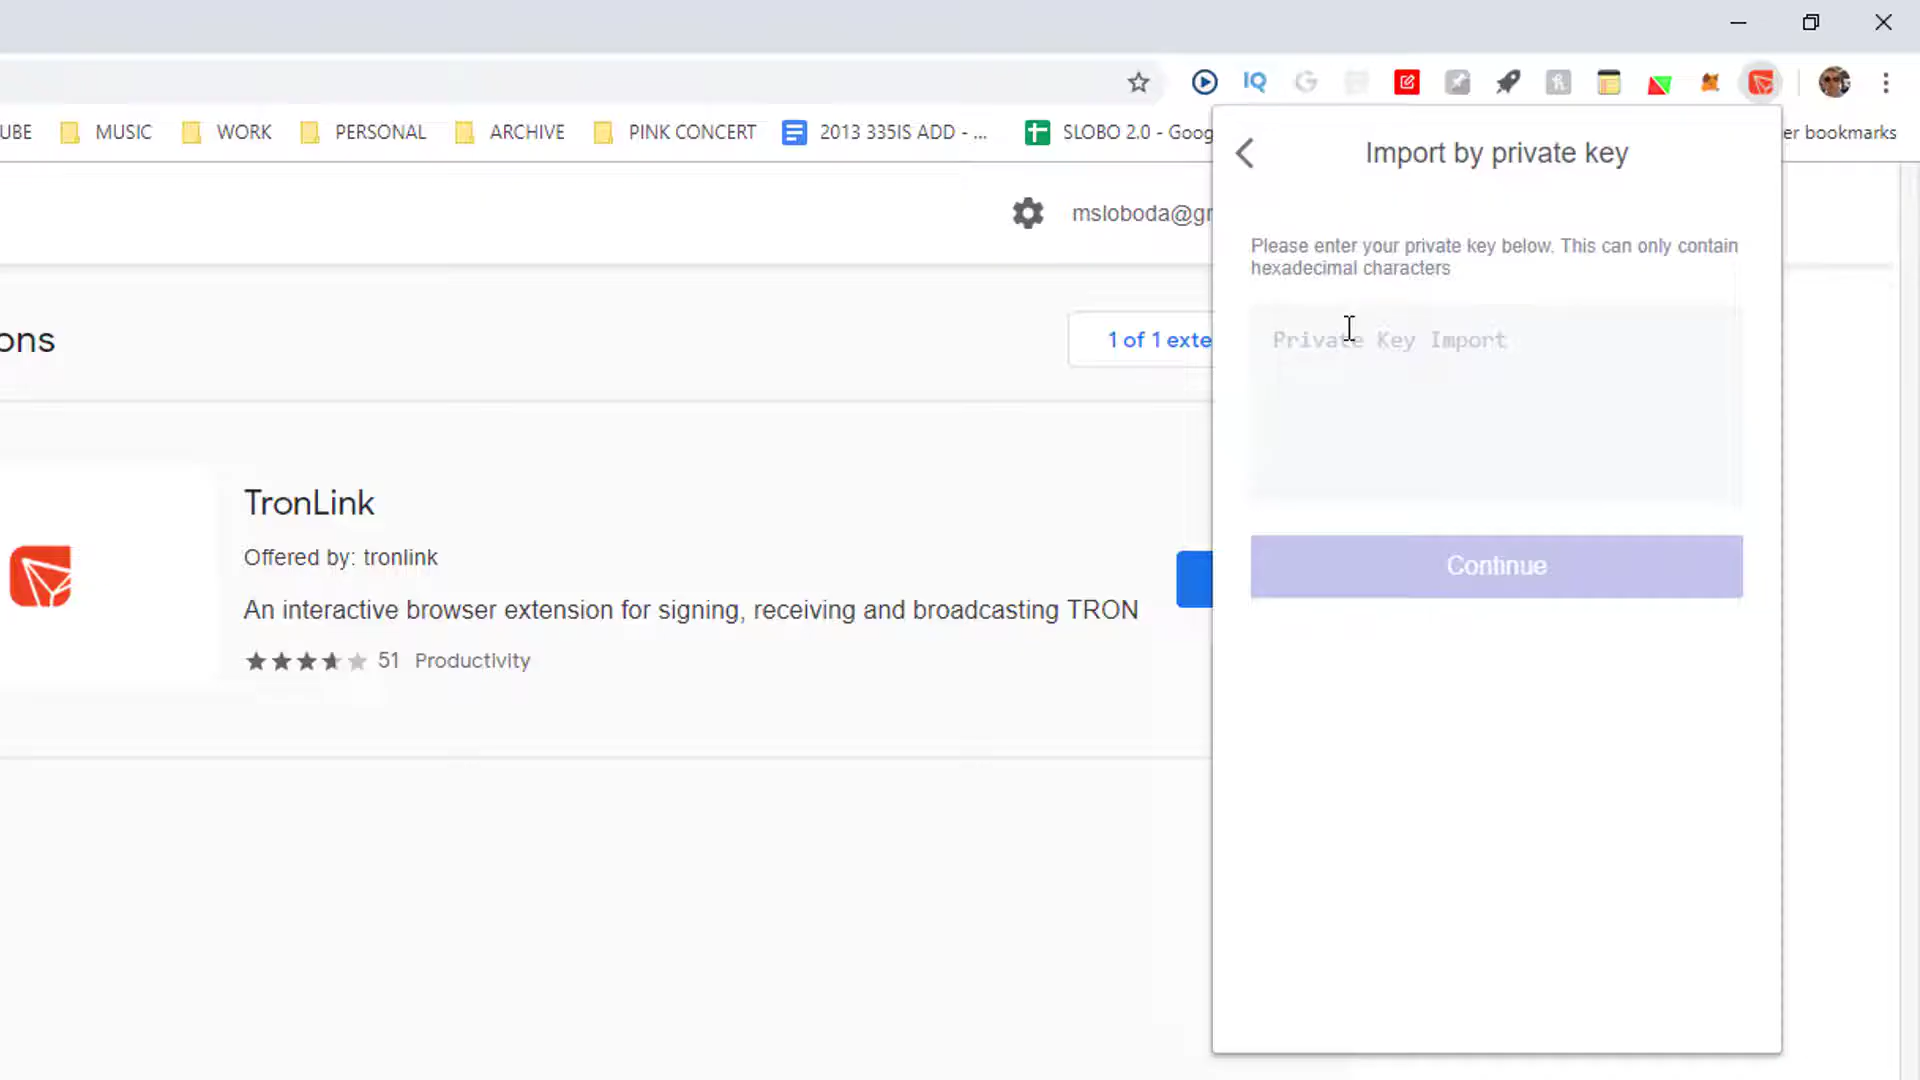 IQ
UBE MUSIC WORK PERSONAL ARCHIVE PINK CONCERT 2013 335IS ADD - ... SLOBO 2.0 - Goog er bookmarks
Import by private key
msloboda@gr
Please enter your private key below. This can only contain
hexadecimal characters
ons
1 of 1 exte
Private Key Import
TronLink
Offered by: tronlink
Continue
An interactive browser extension for signing, receiving and broadcasting TRON
51 Productivity